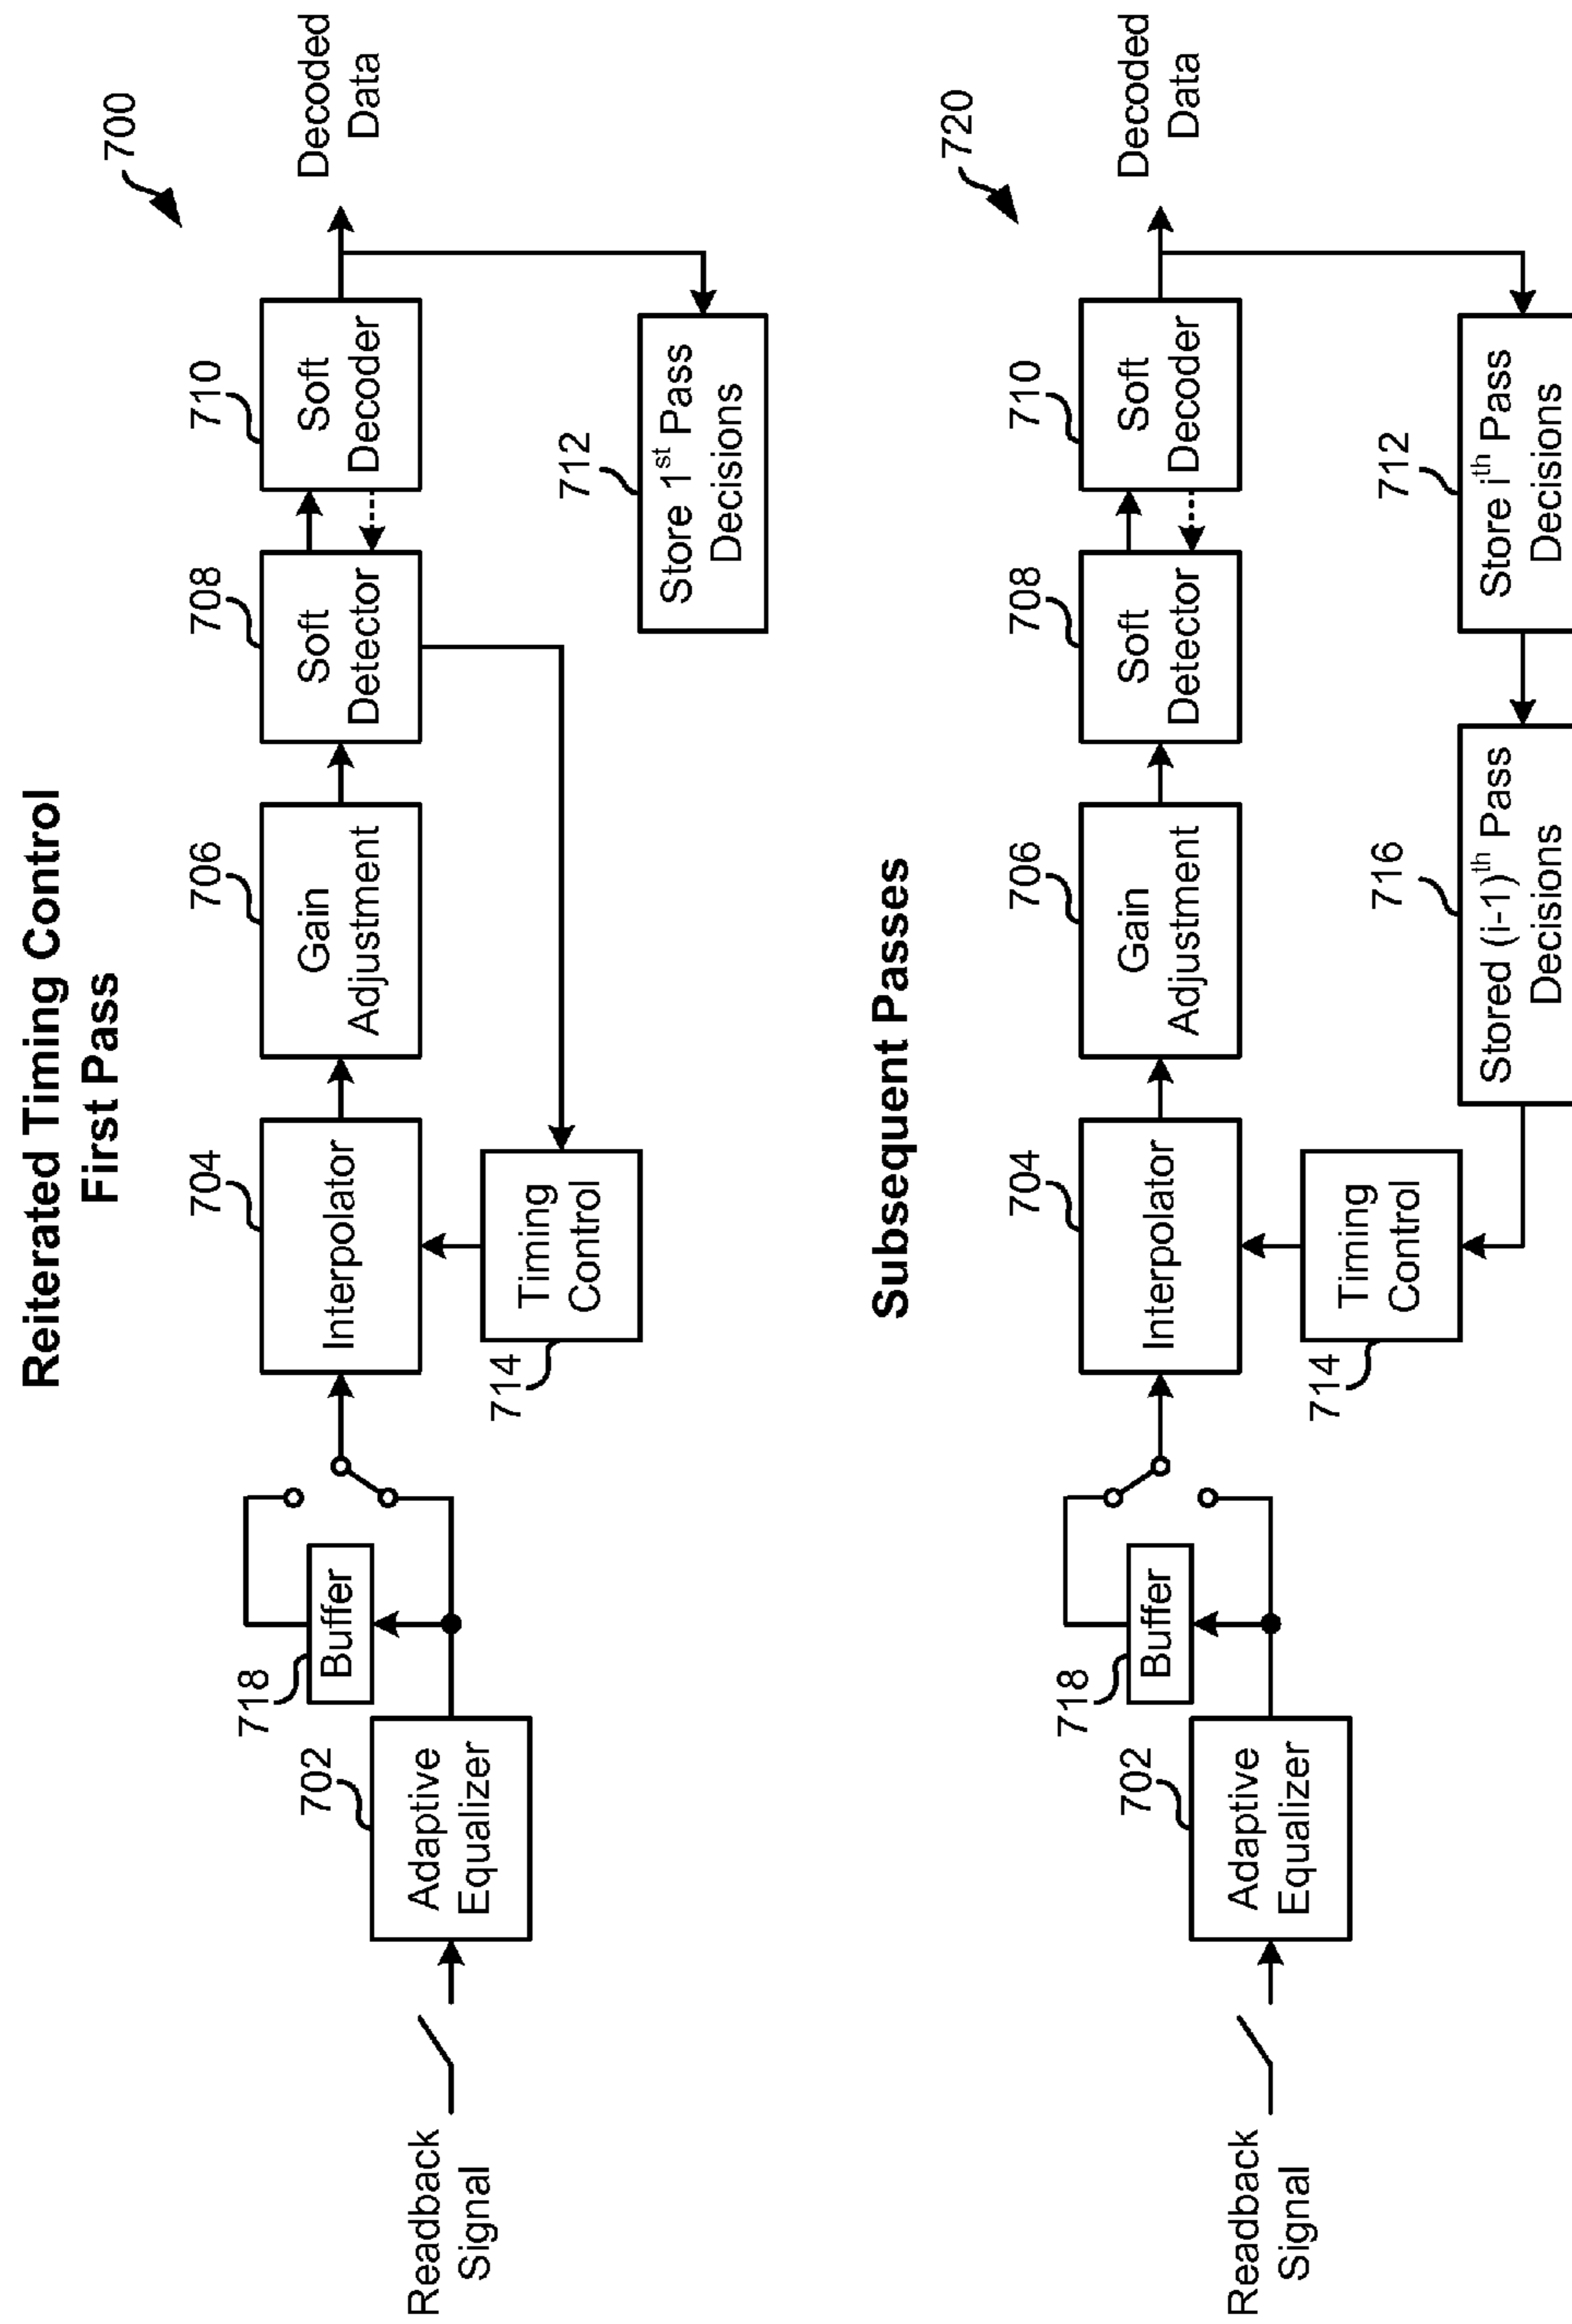 Reiterated Timing Control
First Pass
700
Readback
Signal
702
Adaptive
Equalizer
718
Buffer
704
Interpolator
714
Timing
Control
706
Gain
Adjustment
708
Soft
Detector
710
Soft
Decoder
712
Store 1st Pass
Decisions
Decoded
Data
Subsequent Passes
720
Readback
Signal
702
Adaptive
Equalizer
718
Buffer
704
Interpolator
714
Timing
Control
706
Gain
Adjustment
708
Soft
Detector
710
Soft
Decoder
716
Stored (i-1)th Pass
Decisions
712
Store ith Pass
Decisions
Decoded
Data